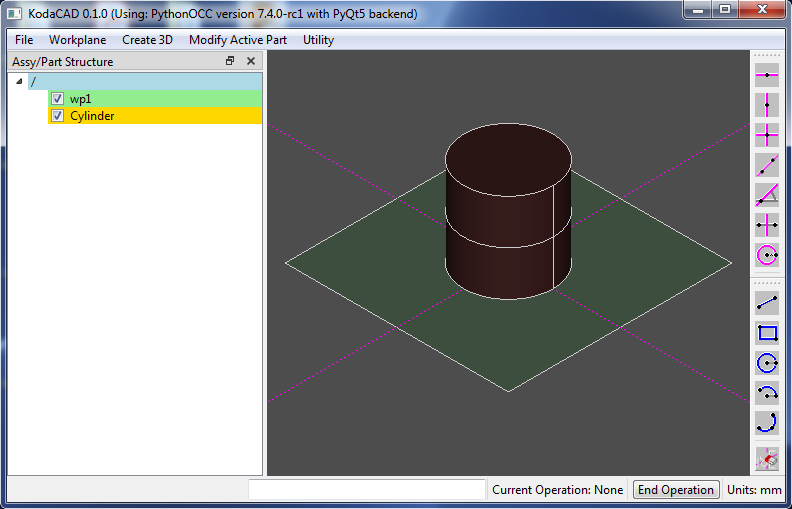 KodaCAD 0.1.0 (Using: PythonOCC version 7.4.0-rc1 with PyQt5 backend)
File Workplane Create 3D Modify Active Part Utility
Assy/Part Structure
/
wp1
Cylinder
Current Operation: None End Operation Units: mm